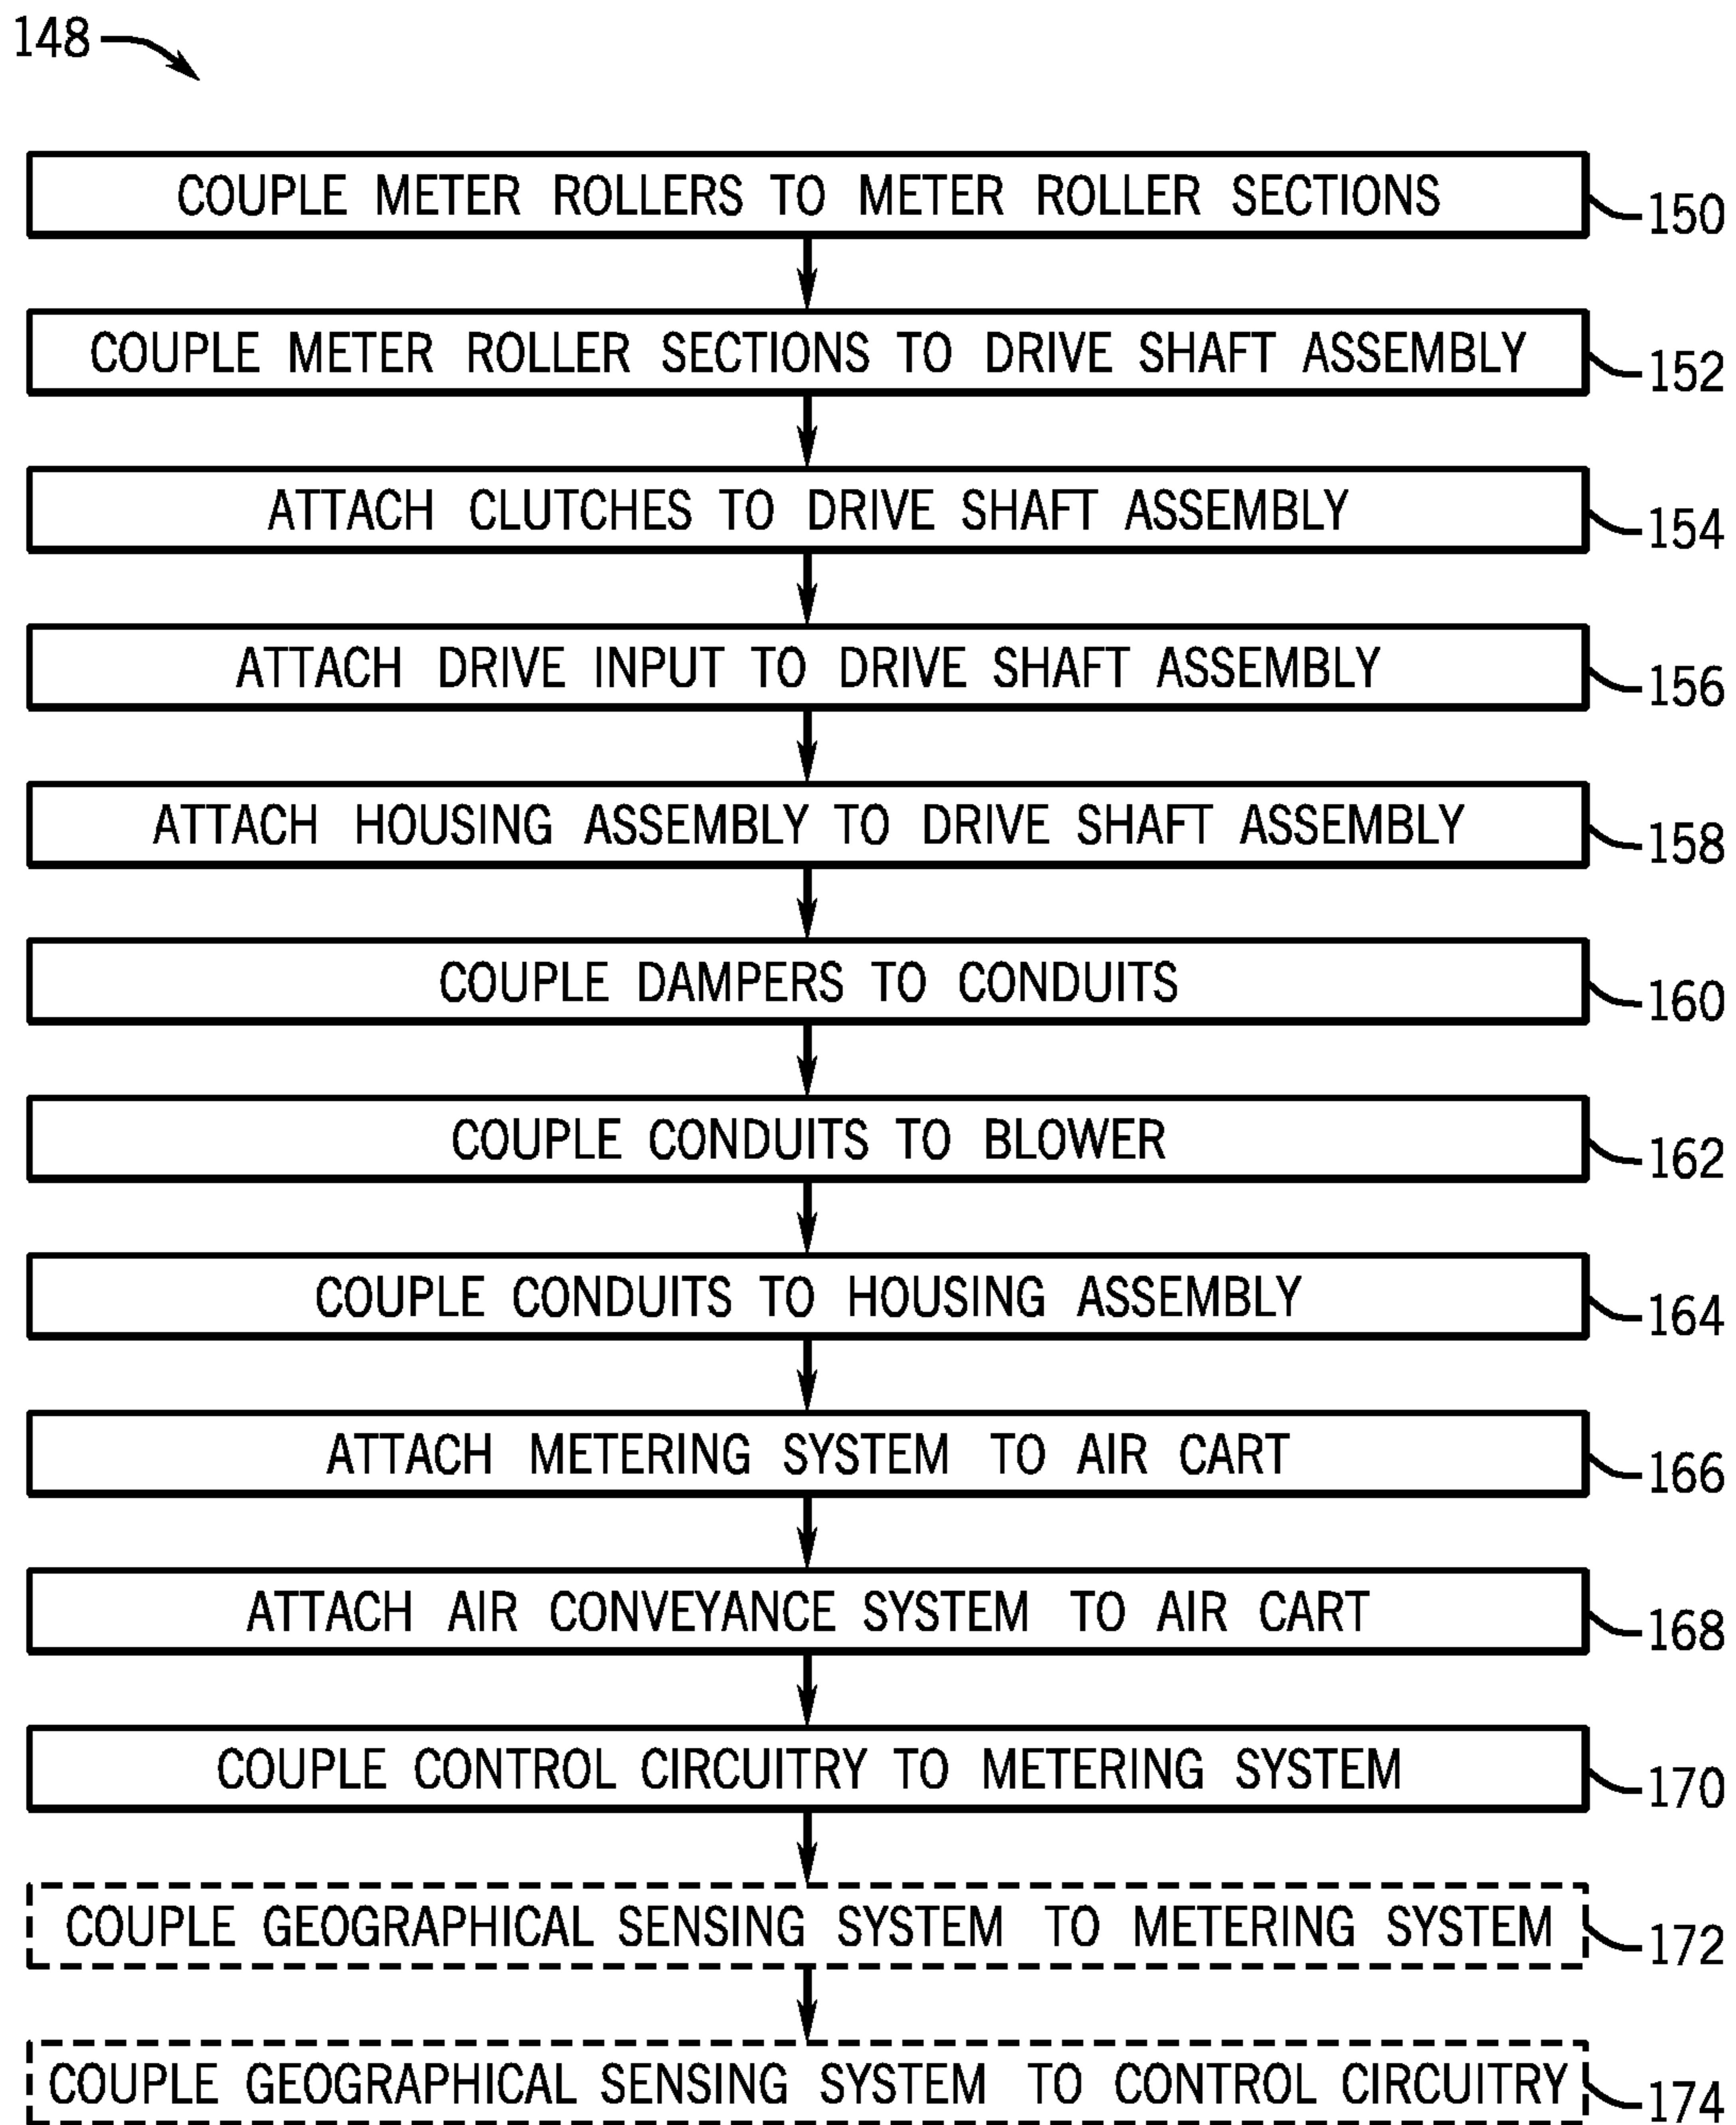 148
COUPLE METER ROLLERS TO METER ROLLER SECTIONS
150
COUPLE METER ROLLER SECTIONS TO DRIVE SHAFT ASSEMBLY
152
ATTACH CLUTCHES TO DRIVE SHAFT ASSEMBLY
154
ATTACH DRIVE INPUT TO DRIVE SHAFT ASSEMBLY
156
ATTACH HOUSING ASSEMBLY TO DRIVE SHAFT ASSEMBLY
158
COUPLE DAMPERS TO CONDUITS
160
COUPLE CONDUITS TO BLOWER
162
COUPLE CONDUITS TO HOUSING ASSEMBLY
164
ATTACH METERING SYSTEM TO AIR CART
166
ATTACH AIR CONVEYANCE SYSTEM TO AIR CART
168
COUPLE CONTROL CIRCUITRY TO METERING SYSTEM
170
COUPLE GEOGRAPHICAL SENSING SYSTEM TO METERING SYSTEM
172
COUPLE GEOGRAPHICAL SENSING SYSTEM TO CONTROL CIRCUITRY
174